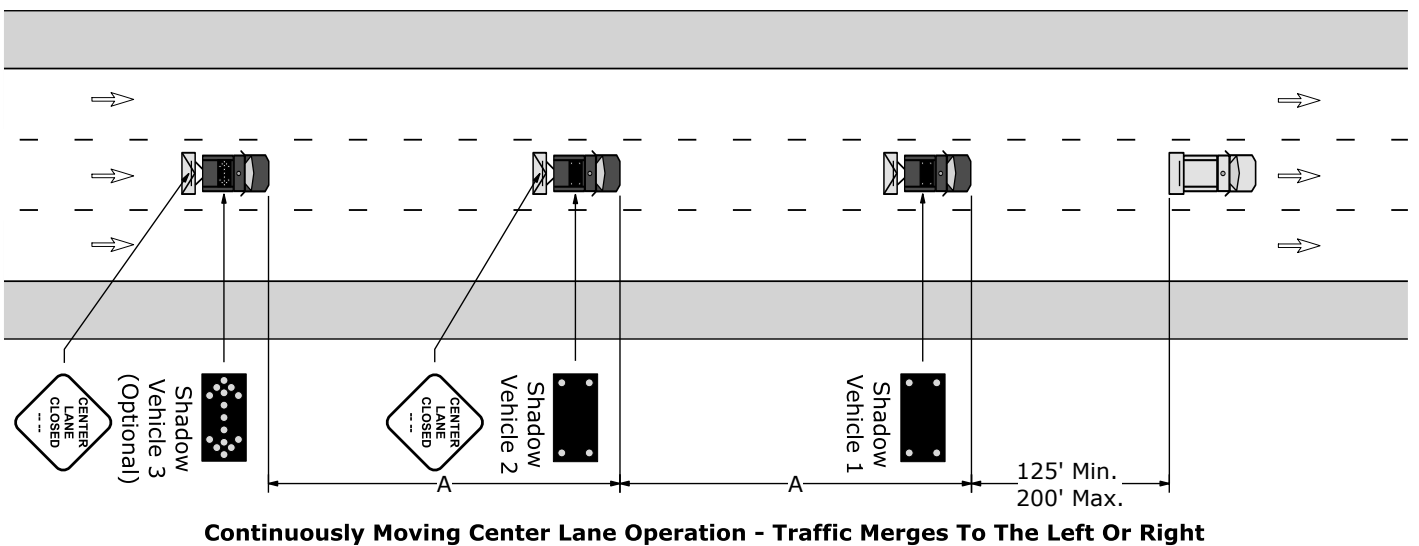 CENTER
LANE
CLOSED
-- --
Shadow
Vehicle 3
(Optional)
CENTER
LANE
CLOSED
-- --
Shadow
Vehicle 2
Shadow
Vehicle 1
A
A
125' Min.
200' Max.
Continuously Moving Center Lane Operation - Traffic Merges To The Left Or Right